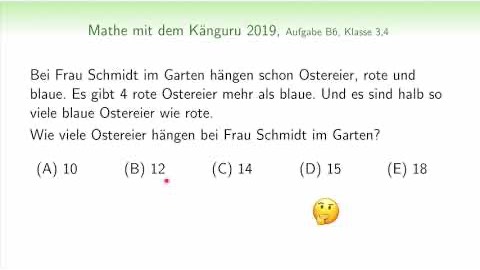 Mathe mit dem Känguru 2019, Aufgabe B6, Klasse 3,4
Bei Frau Schmidt im Garten hängen schon Ostereier, rote und
blaue. Es gibt 4 rote Ostereier mehr als blaue. Und es sind halb so
viele blaue Ostereier wie rote.
Wie viele Ostereier hängen bei Frau Schmidt im Garten?
(A) 10 (B) 12 (C) 14 (D) 15 (E) 18